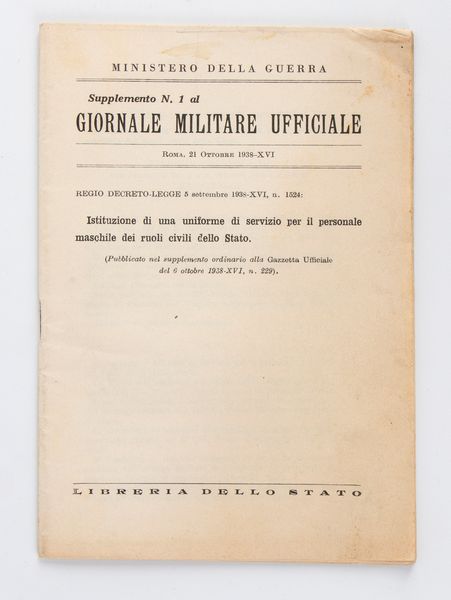 MINISTERO DELLA GUERRA
Supplemento N. 1 al
GIORNALE MILITARE UFFICIALE
ROMA, 21 OTTOBRE 1938-XVI
REGIO DECRETO-LEGGE 5 settembre 1938-XVI, n. 1524:
Istituzione di una uniforme di servizio per il personale
maschile dei ruoli civili dello Stato.
(Pubblicato nel supplemento ordinario alla Gazzetta Ufficiale
del 6 ottobre 1938-XVI, n. 229).
LIBRERIA DELLO STATO